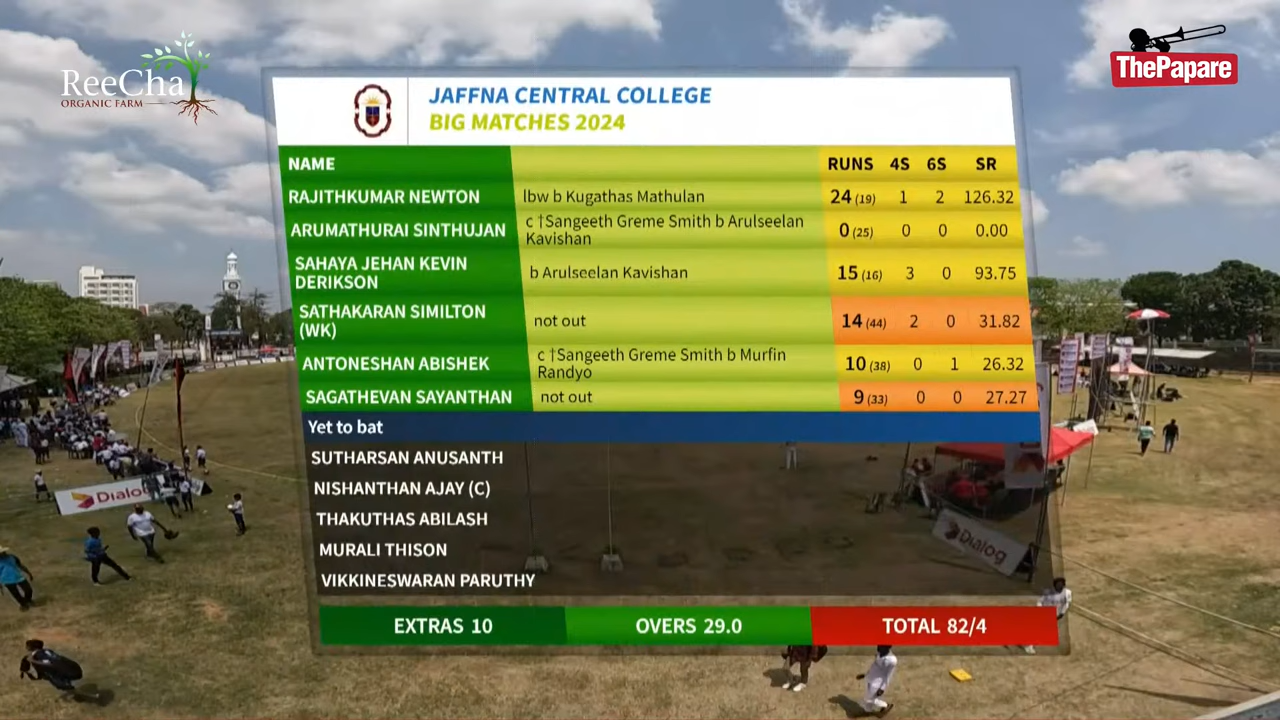 ReeCha
ORGANIC FARM
ThePapare
JAFFNA CENTRAL COLLEGE
BIG MATCHES 2024
NAME RUNS 4S 6S SR
RAJITHKUMAR NEWTON lbw b Kugathas Mathulan 24 (19) 1 2 126.32
ARUMATHURAI SINTHUJAN c †Sangeeth Greme Smith b Arulseelan Kavishan 0 (25) 0 0 0.00
SAHAYA JEHAN KEVIN DERIKSON b Arulseelan Kavishan 15 (16) 3 0 93.75
SATHAKARAN SIMILTON (WK) not out 14 (44) 2 0 31.82
ANTONESHAN ABISHEK c †Sangeeth Greme Smith b Murfin Randyo 10 (38) 0 1 26.32
SAGATHEVAN SAYANTHAN not out 9 (33) 0 0 27.27
Yet to bat
SUTHARSAN ANUSANTH
NISHANTHAN AJAY (C)
THAKUTHAS ABILASH
MURALI THISON
VIKKINESWARAN PARUTHY
EXTRAS 10 OVERS 29.0 TOTAL 82/4
Dialog
Dialog